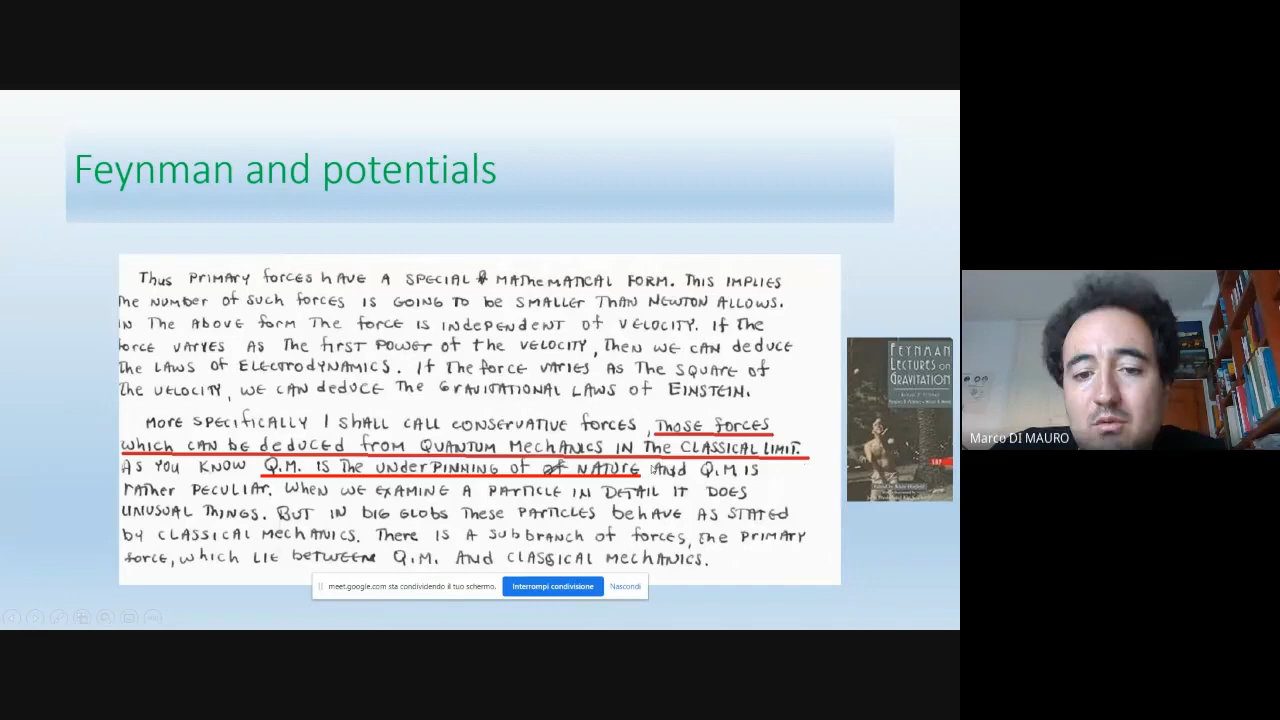 Feynman and potentials
Thus PRIMARY forces hAVE A SPECIAL MATHEMATICAL FORM. THIS IMPLIES
he NUMBER of SUCH forces IS GOING TO be SMALLER THAN NEWTON ALLOWS.
IN The AbOVE form The force IS INdEPENDENT Of VELOCITY. If The
orce VARIES AS The fIRST POWER of The VELOCITY, Then WE CAN deduce
The LAWS of ELECTRODYNAMICS. If The force VARIES AS The SQUARE Of
The VELOCITY, WE CAN dEDUCE The GRAVITATIONAL LAWS Of EINSTEIN.
MORE SPECIFICALLY I SHALL CALL CONSERVATIVE FORCES, Those FORCES
WHICH CAN be deduced from QUANTUM MECHANICS IN The CLASSICAL LIMIT.
AS YOU KNOW Q.M. IS The UNDERPINNING of of NATURE AND Q.M IS
rATHER PECULIAR. WHEN WE EXAMINE A PARTICLE IN DETAIL IT DOES
UNUSUAL ThINGS. BUT IN bIG GLObS These PARTICLES behAVE AS STATED
by CLASSICAL MechANICS. There IS A SUbbRANCh of forces, The PRIMARY
force, which LIE bETWEEN Q.M. AND CLASSICAL MechANICS.
FEYNMAN
LECTURES ON
GRAVITATION
Marco DI MAURO
meet.google.com sta condividendo il tuo schermo. Interrompi condivisione Nascondi